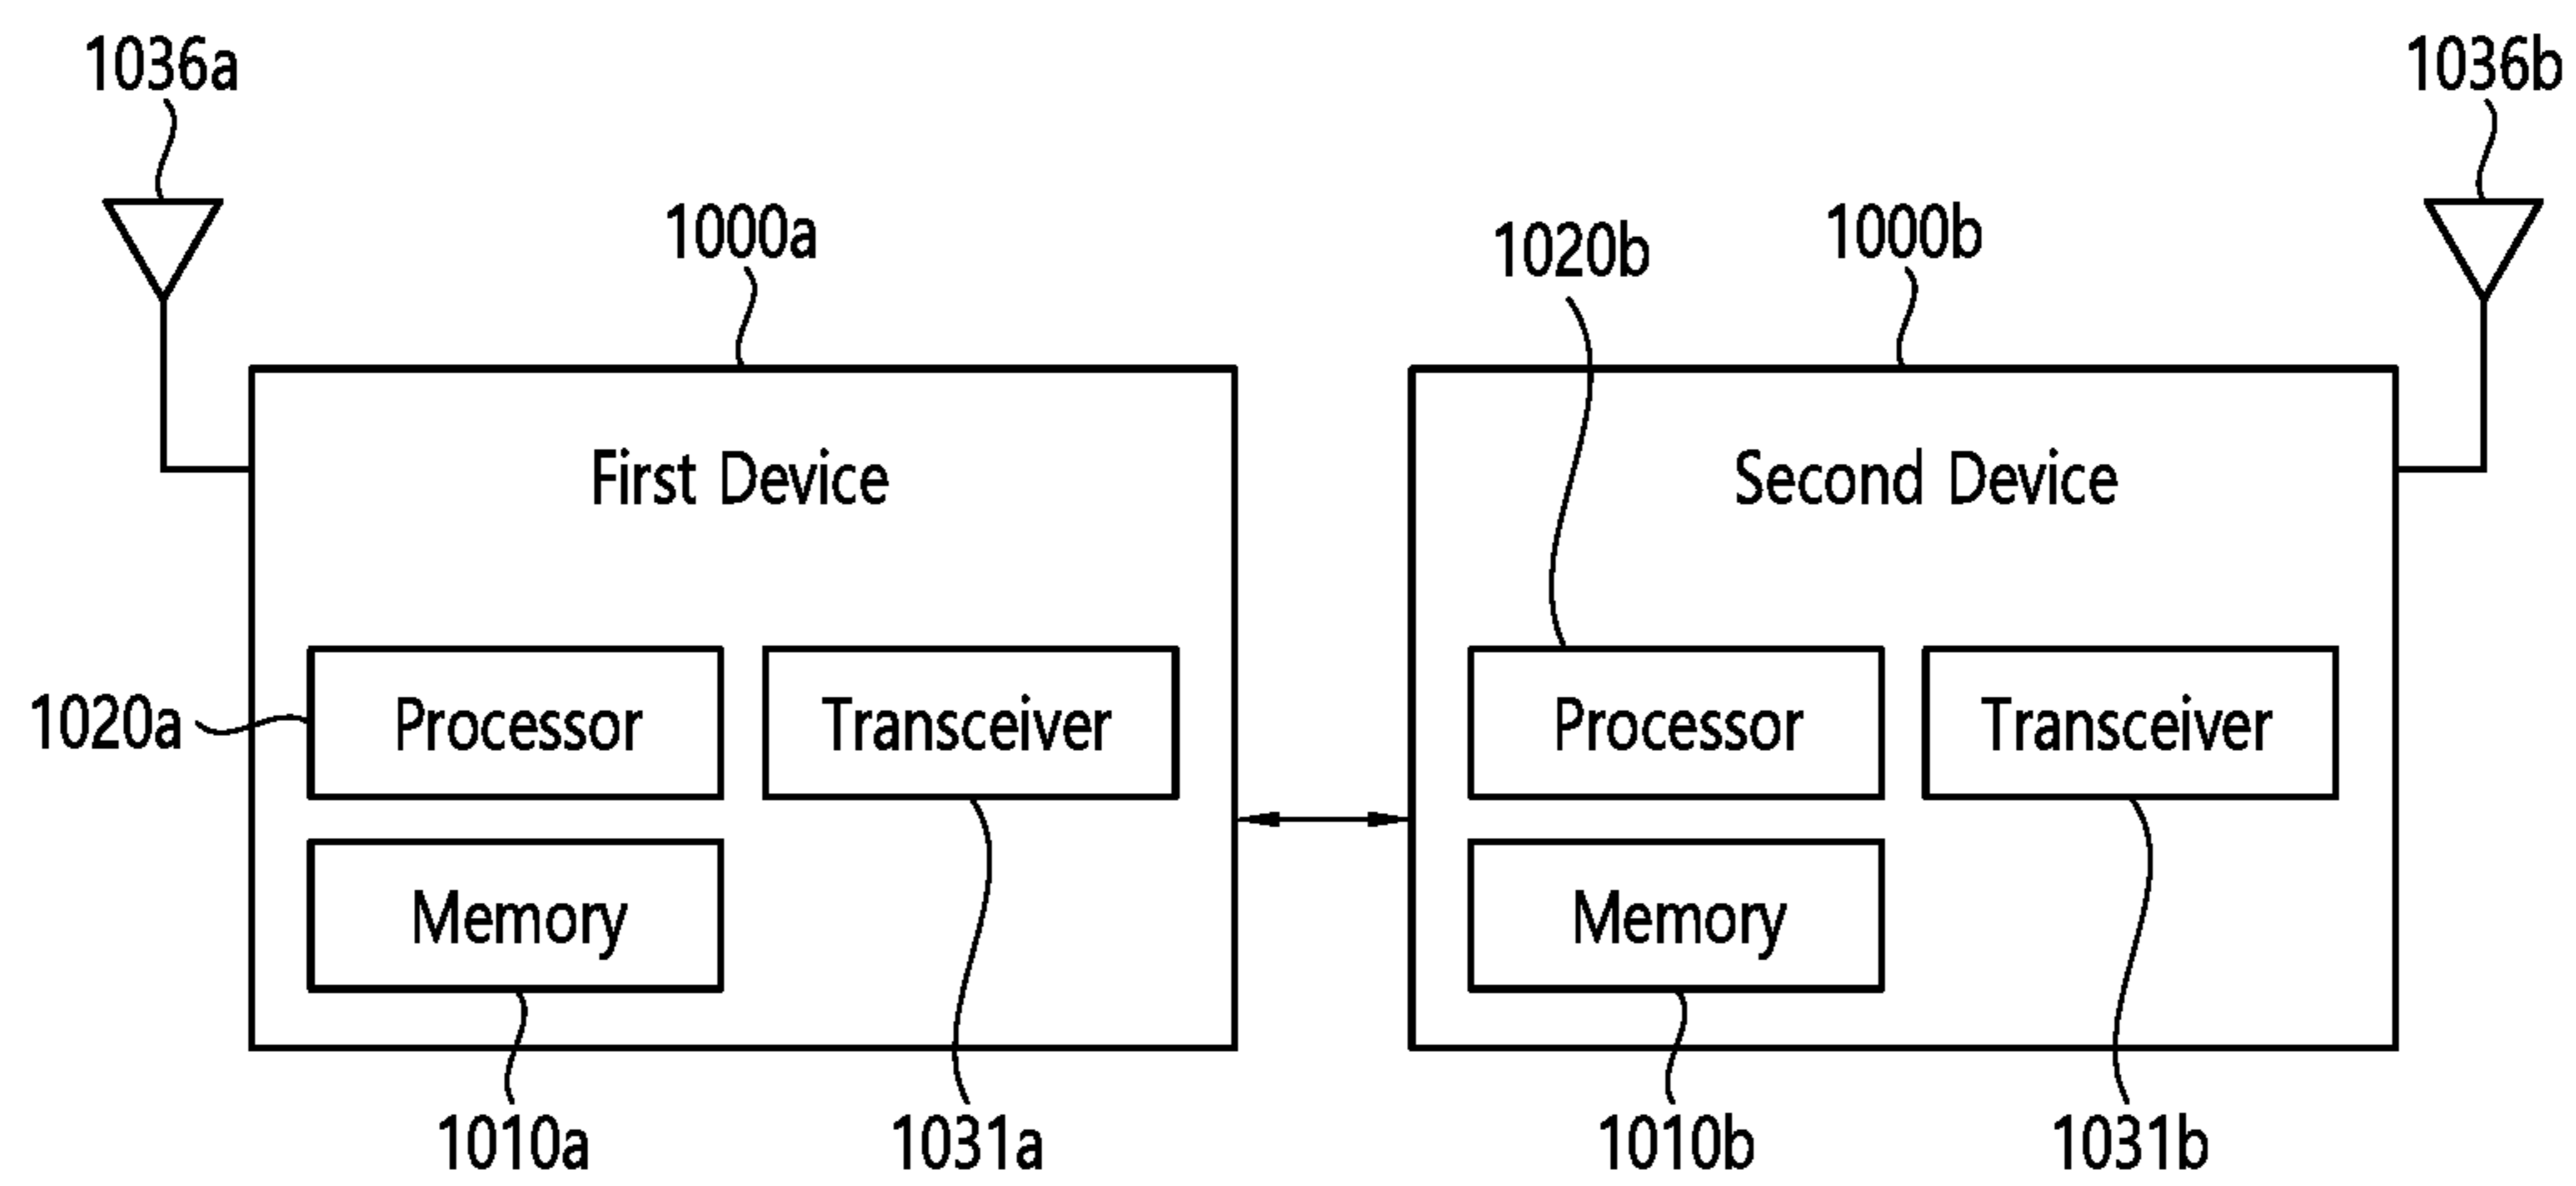 1036a
1036b
1000a
1020b
1000b
First Device
Second Device
1020a
Processor
Transceiver
Processor
Transceiver
Memory
Memory
1010a
1031a
1010b
1031b